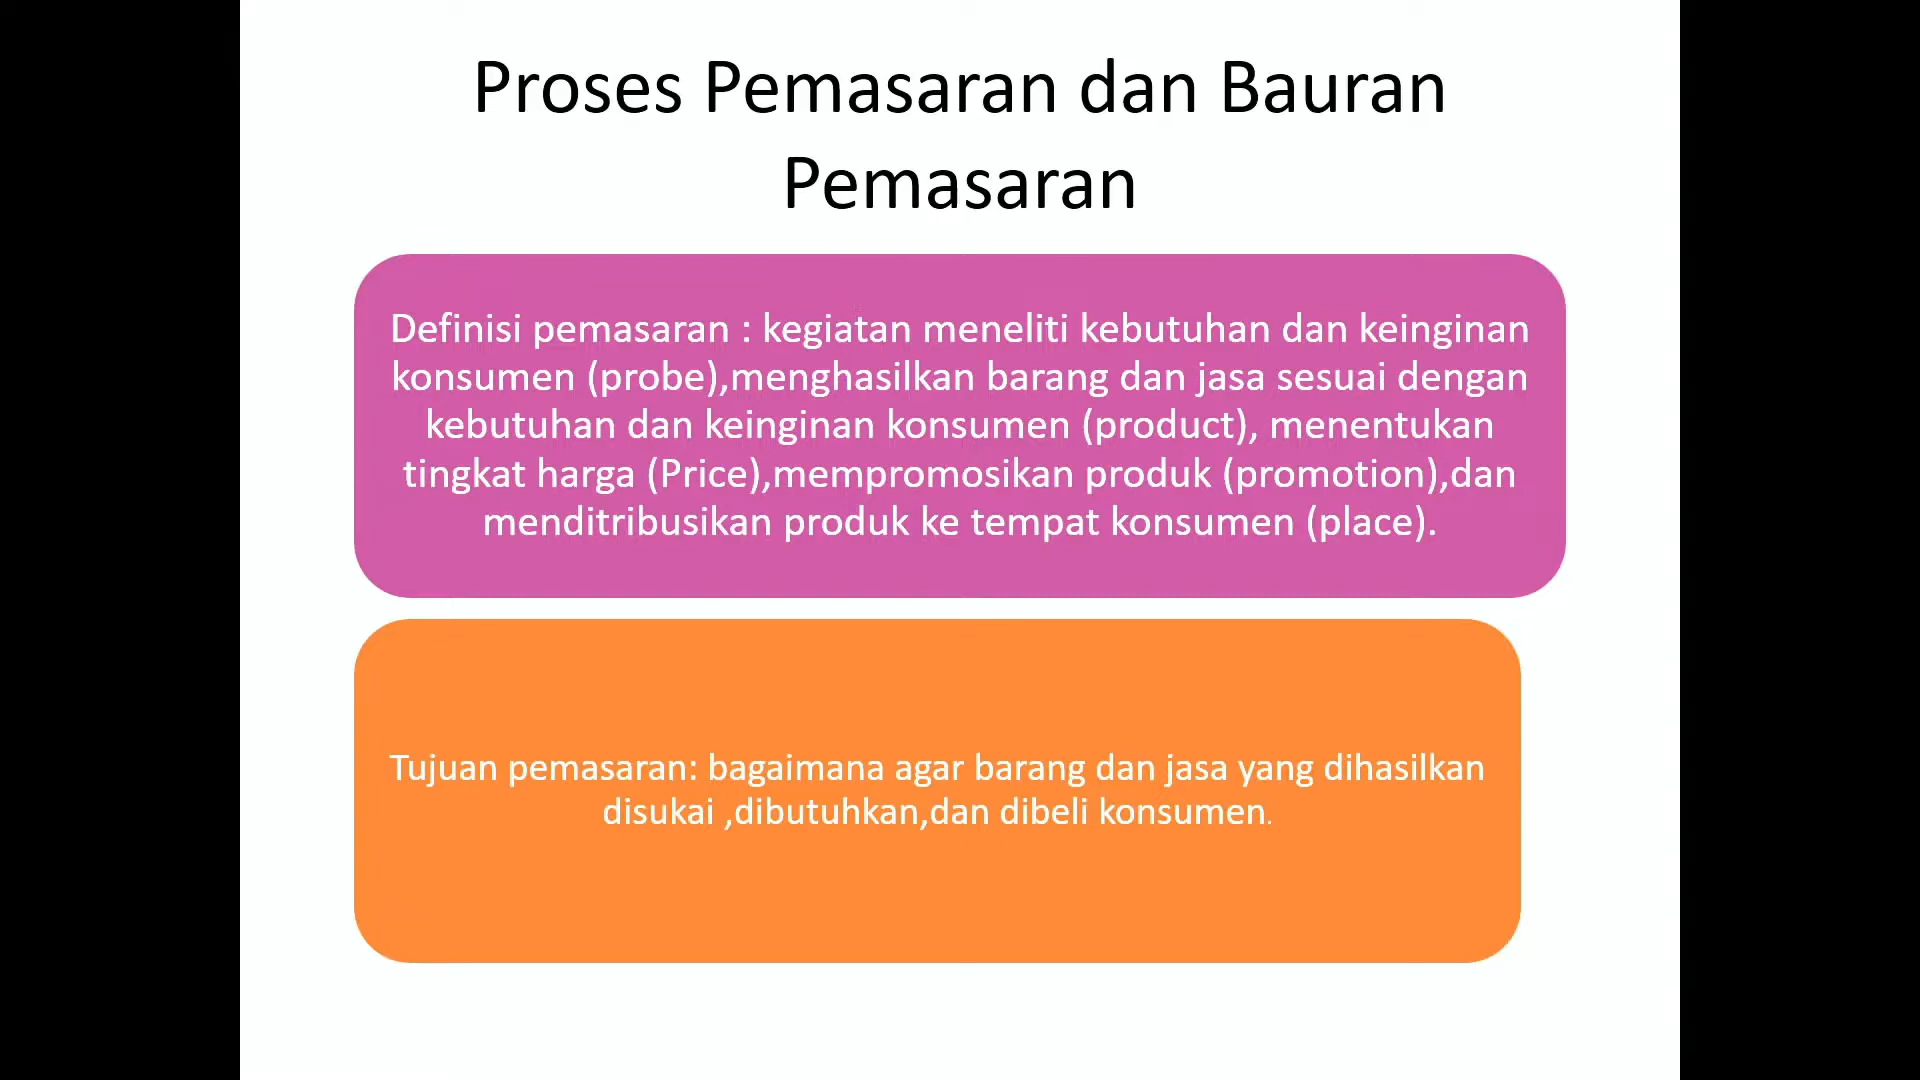 Proses Pemasaran dan Bauran
Pemasaran
Definisi pemasaran : kegiatan meneliti kebutuhan dan keinginan
konsumen (probe),menghasilkan barang dan jasa sesuai dengan
kebutuhan dan keinginan konsumen (product), menentukan
tingkat harga (Price),mempromosikan produk (promotion),dan
menditribusikan produk ke tempat konsumen (place).
Tujuan pemasaran: bagaimana agar barang dan jasa yang dihasilkan
disukai ,dibutuhkan,dan dibeli konsumen.